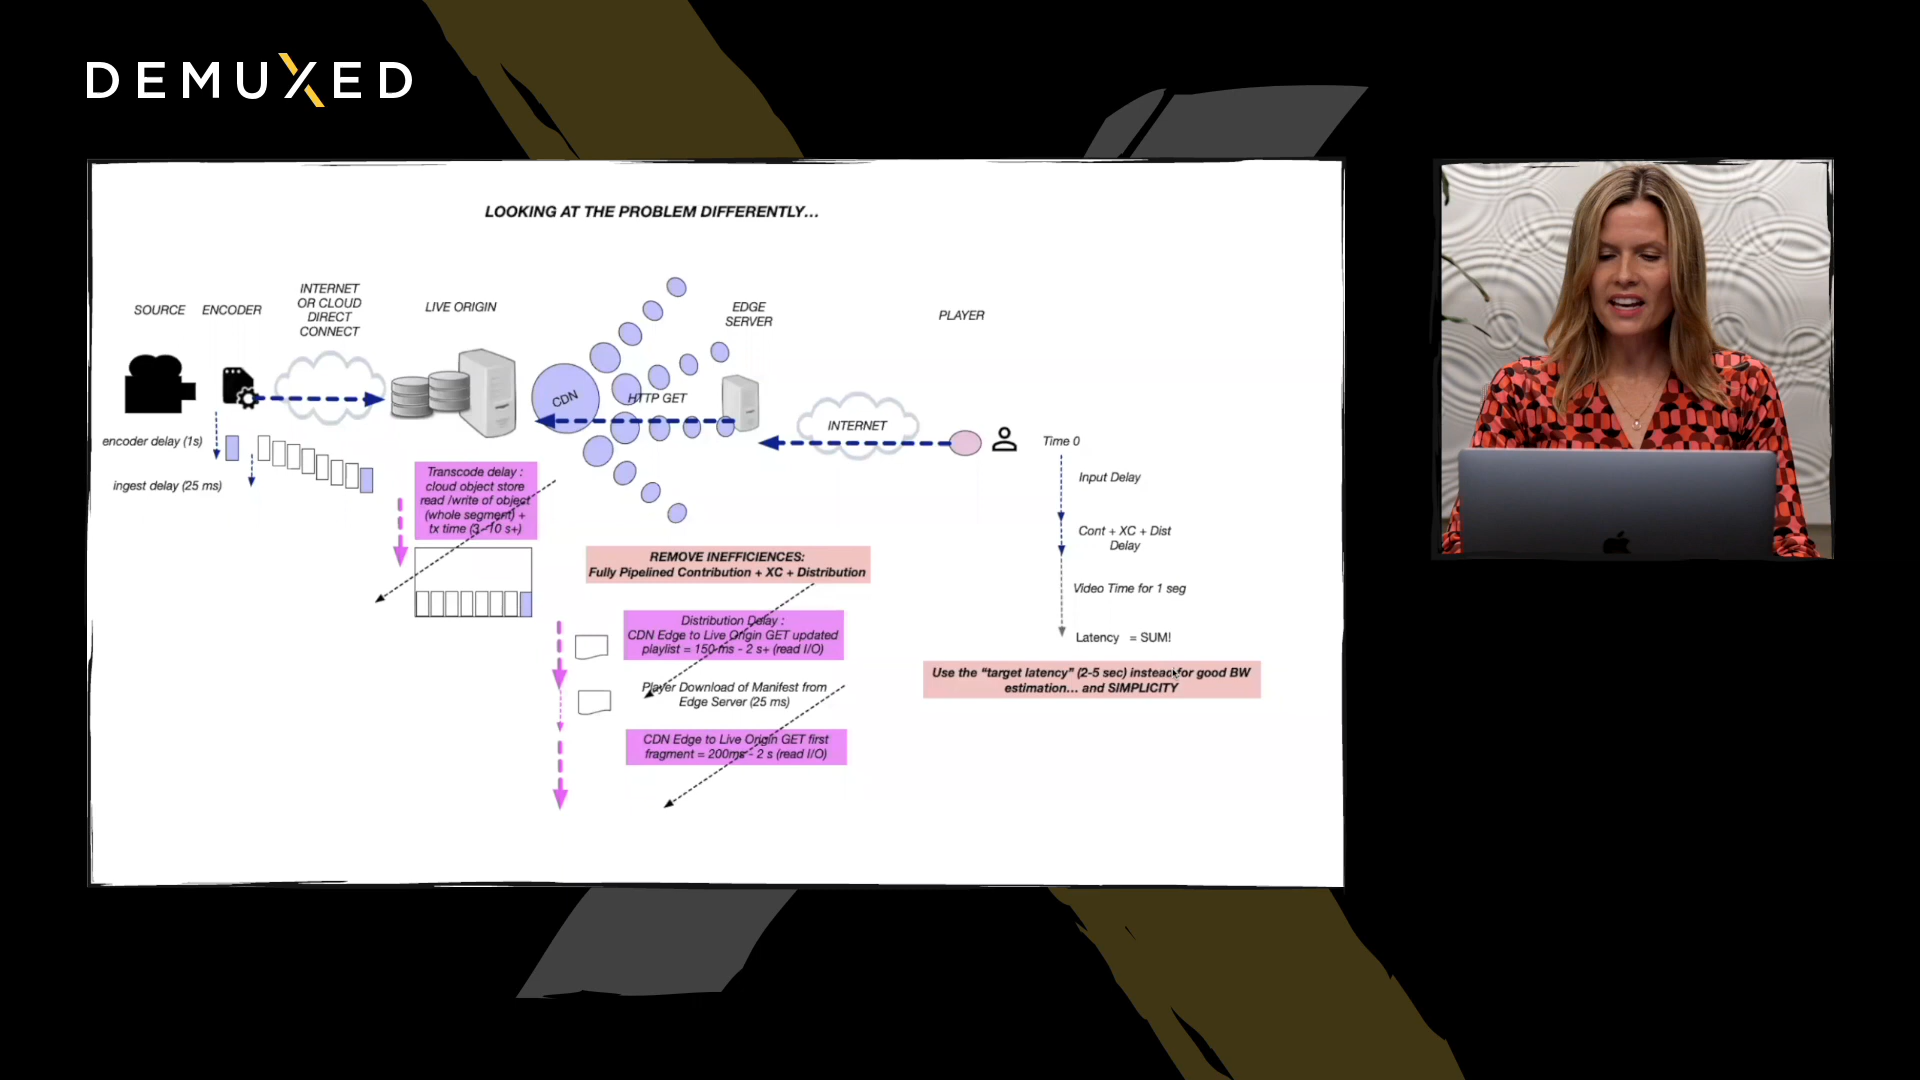 DEMUXED
LOOKING AT THE PROBLEM DIFFERENTLY...
SOURCE
ENCODER
INTERNET
OR CLOUD
DIRECT
CONNECT
LIVE ORIGIN
EDGE
SERVER
PLAYER
CDN
HTTP GET
INTERNET
encoder delay (1s)
ingest delay (25 ms)
Transcode delay :
cloud object store
read /write of object
(whole segment) +
tx time (3-10 s+)
REMOVE INEFFICIENCES:
Fully Pipelined Contribution + XC + Distribution
Distribution Delay :
CDN Edge to Live Origin GET updated
playlist = 150 ms - 2 s+ (read I/O)
Player Download of Manifest from
Edge Server (25 ms)
CDN Edge to Live Origin GET first
fragment = 200ms - 2 s (read I/O)
Time 0
Input Delay
Cont + XC + Dist
Delay
Video Time for 1 seg
Latency = SUM!
Use the “target latency” (2-5 sec) instead for good BW
estimation... and SIMPLICITY